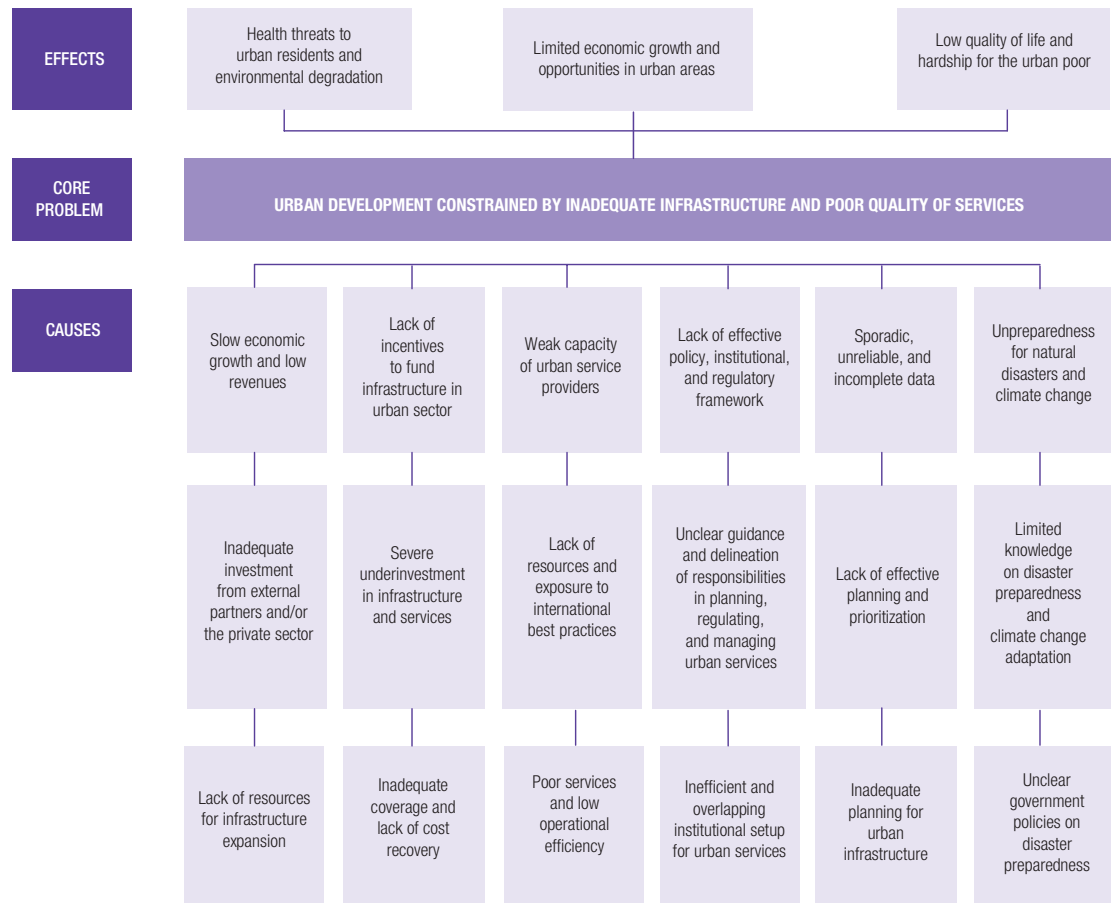 EFFECTS
Health threats to
urban residents and
environmental degradation
Limited economic growth and
opportunities in urban areas
Low quality of life and
hardship for the urban poor
CORE
PROBLEM
URBAN DEVELOPMENT CONSTRAINED BY INADEQUATE INFRASTRUCTURE AND POOR QUALITY OF SERVICES
CAUSES
Slow economic
growth and low
revenues
Lack of
incentives
to fund
infrastructure in
urban sector
Weak capacity
of urban service
providers
Lack of effective
policy, institutional,
and regulatory
framework
Sporadic,
unreliable, and
incomplete data
Unpreparedness
for natural
disasters and
climate change
Inadequate
investment
from external
partners and/or
the private sector
Severe
underinvestment
in infrastructure
and services
Lack of
resources and
exposure to
international
best practices
Unclear guidance
and delineation
of responsibilities
in planning,
regulating,
and managing
urban services
Lack of effective
planning and
prioritization
Limited
knowledge
on disaster
preparedness
and
climate change
adaptation
Lack of resources
for infrastructure
expansion
Inadequate
coverage and
lack of cost
recovery
Poor services
and low
operational
efficiency
Inefficient and
overlapping
institutional setup
for urban services
Inadequate
planning for
urban
infrastructure
Unclear
government
policies on
disaster
preparedness